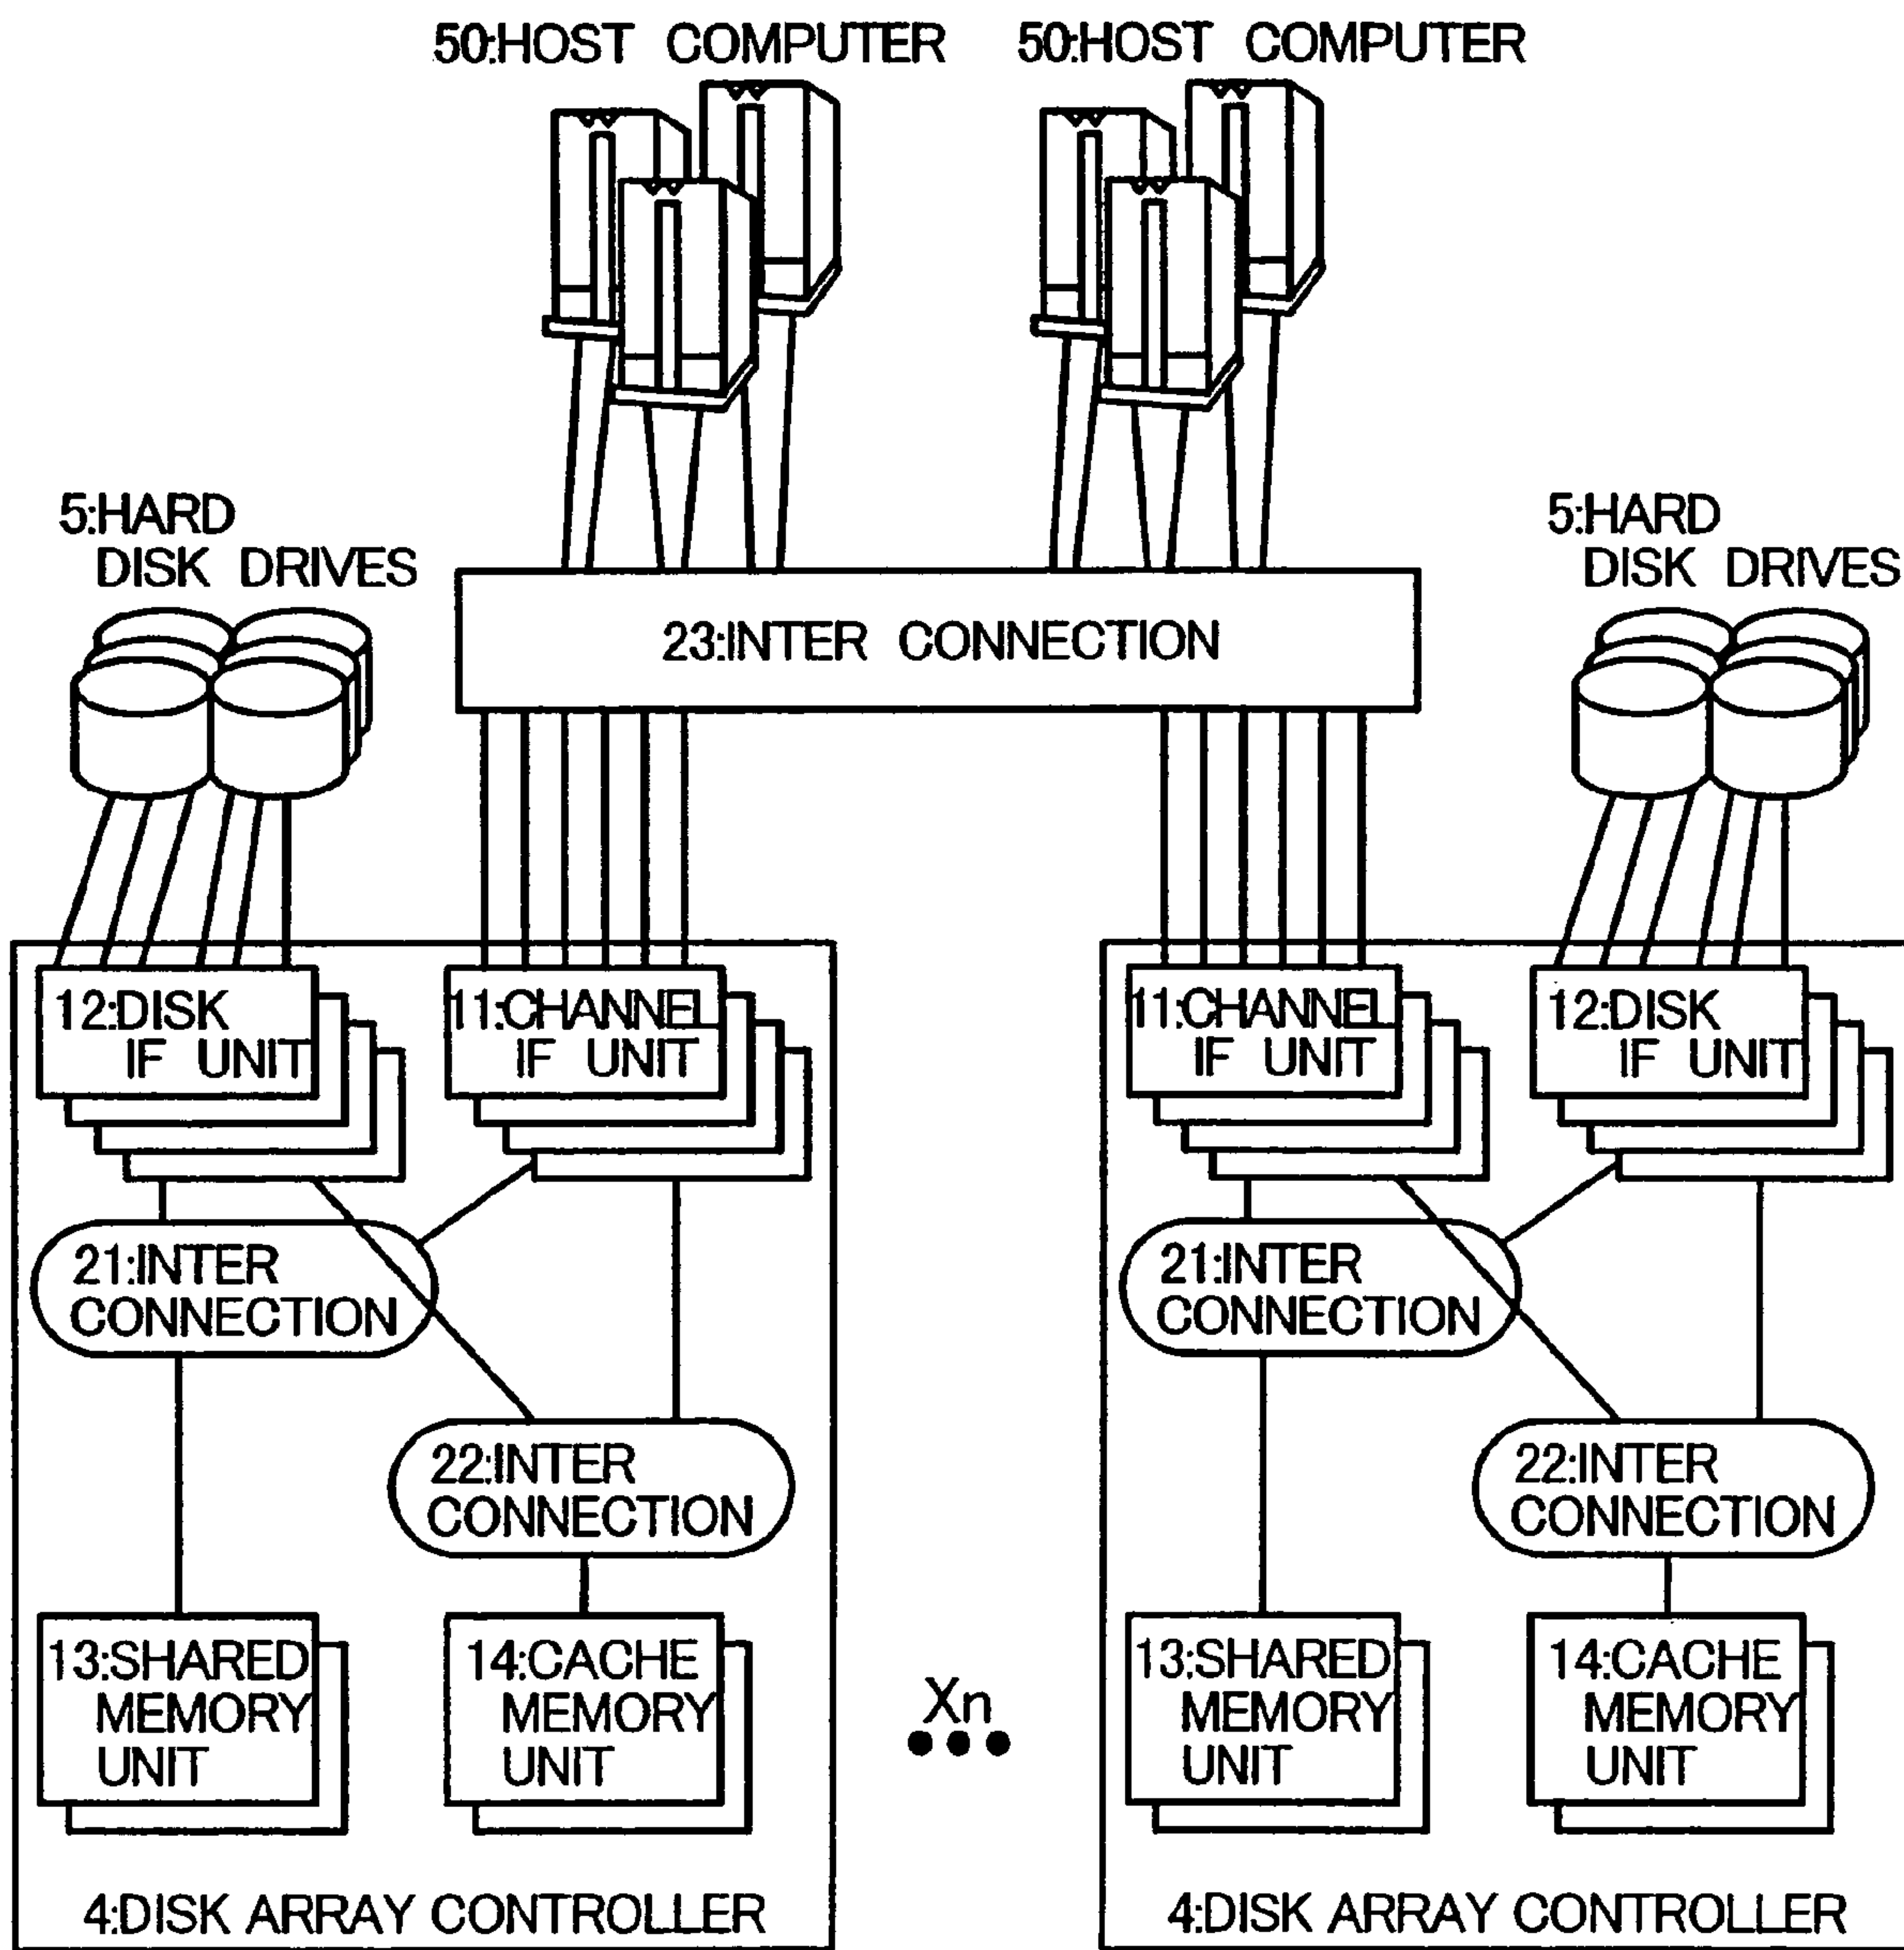 50:HOST COMPUTER
50:HOST COMPUTER
5:HARD
DISK DRIVES
5:HARD
DISK DRIVES
23:INTER CONNECTION
12:DISK
IF UNIT
11:CHANNEL
IF UNIT
11:CHANNEL
IF UNIT
12:DISK
IF UNIT
21:INTER
CONNECTION
21:INTER
CONNECTION
22:INTER
CONNECTION
22:INTER
CONNECTION
13:SHARED
MEMORY
UNIT
14:CACHE
MEMORY
UNIT
Xn
•••
13:SHARED
MEMORY
UNIT
14:CACHE
MEMORY
UNIT
4:DISK ARRAY CONTROLLER
4:DISK ARRAY CONTROLLER